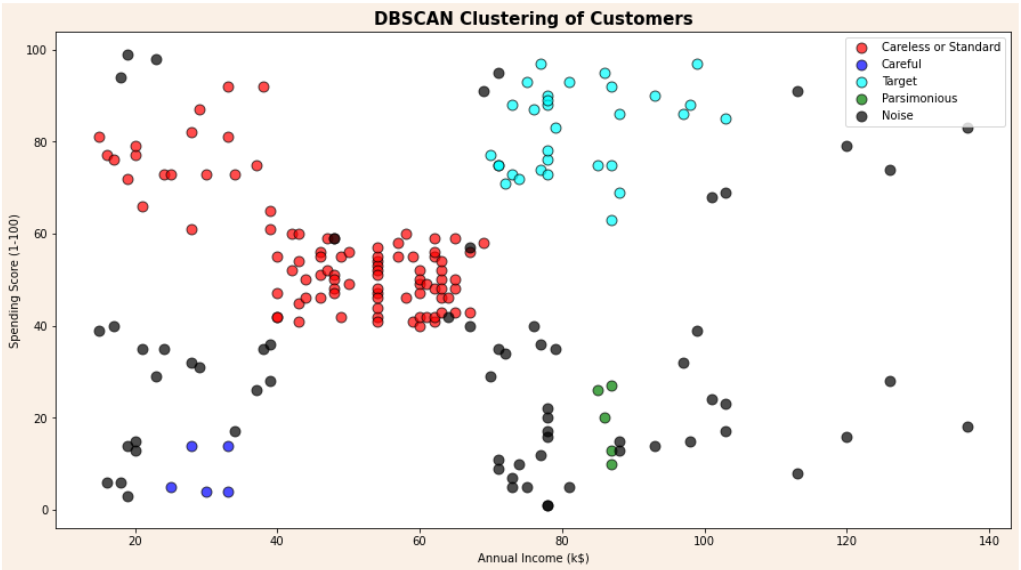 DBSCAN Clustering of Customers
Spending Score (1-100)
100
80
60
40
20
0
Careless or Standard
Careful
Target
Parsimonious
Noise
20
40
60
80
100
120
140
Annual Income (k$)